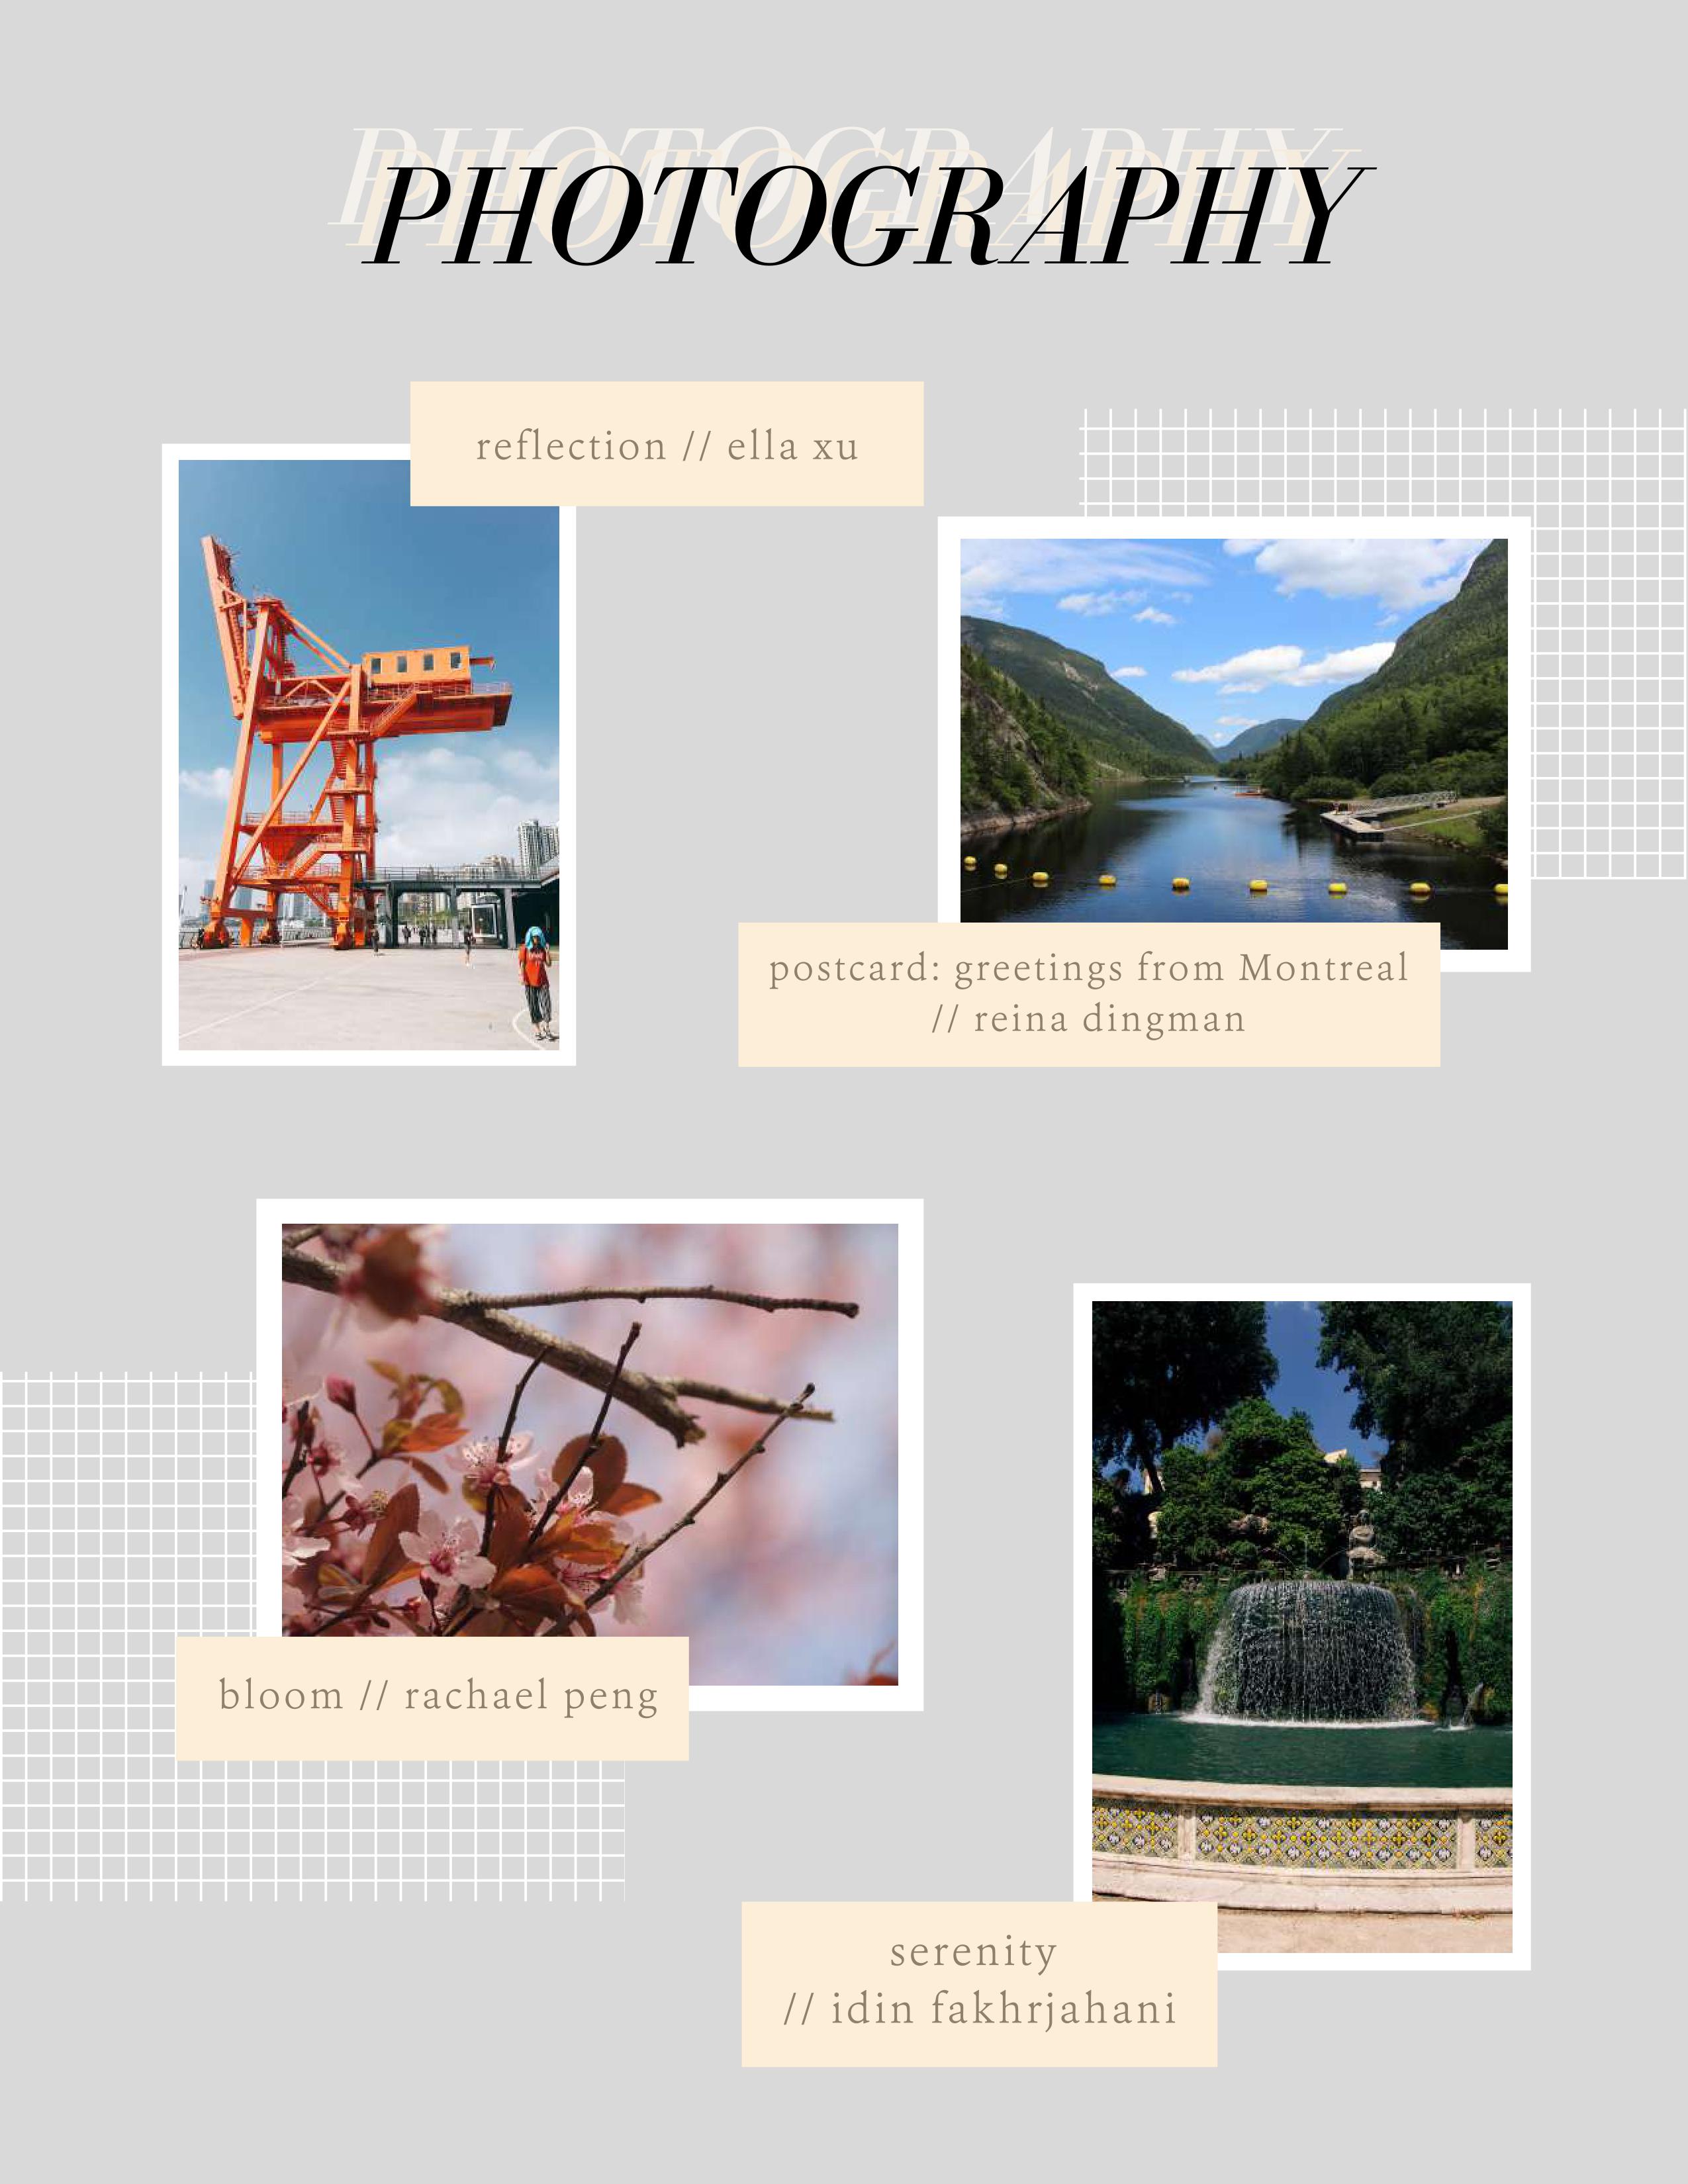 PHOTOGRAPHY
reflection // ella xu
postcard: greetings from Montreal
// reina dingman
bloom // rachael peng
serenity
// idin fakhrjahani